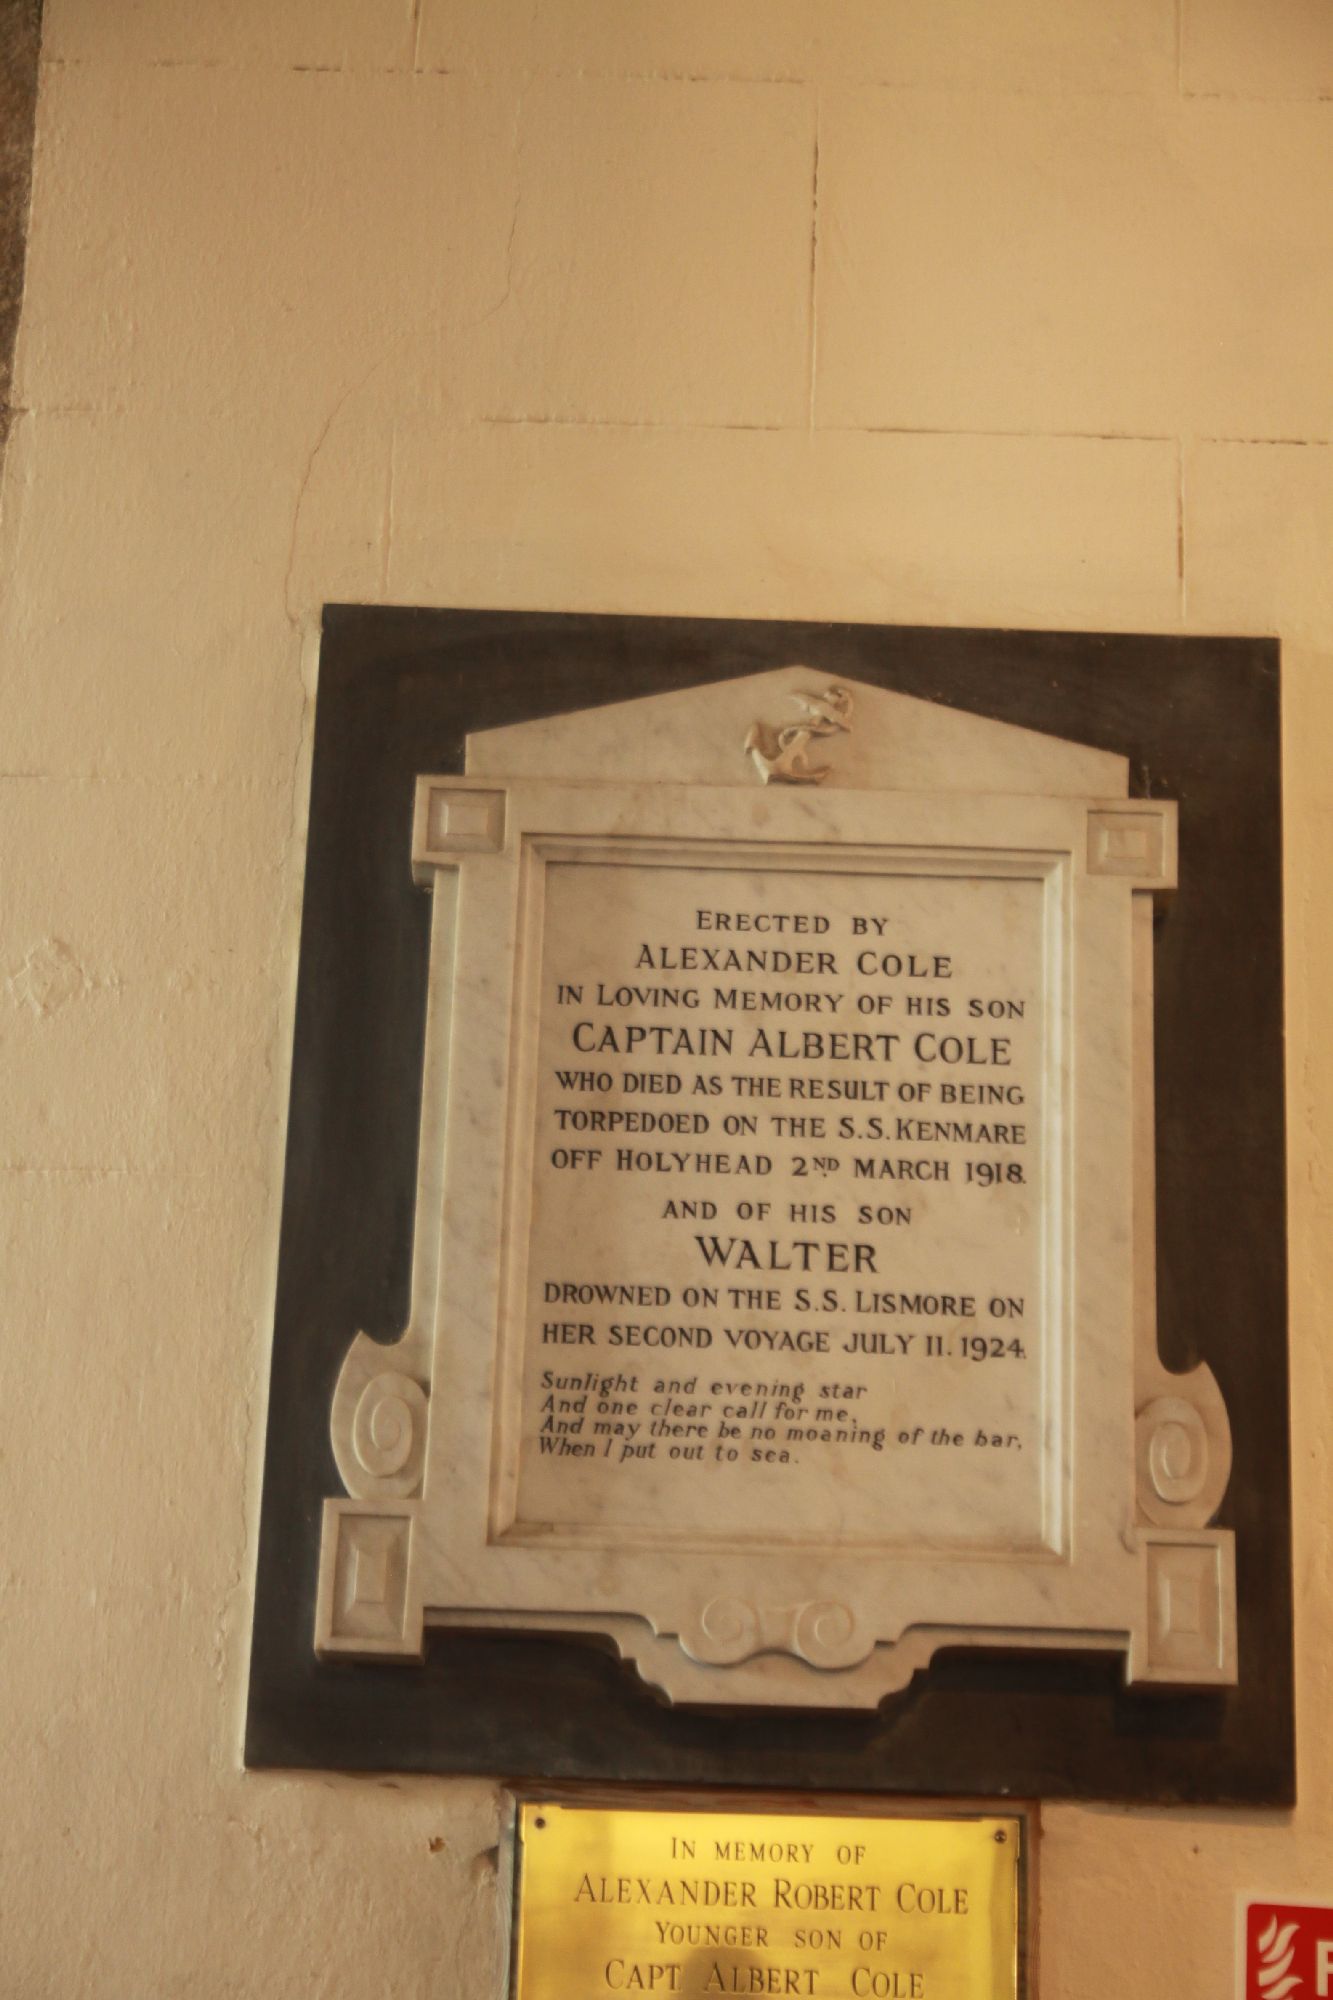 ERECTED BY
ALEXANDER COLE
IN LOVING MEMORY OF HIS SON
CAPTAIN ALBERT COLE
WHO DIED AS THE RESULT OF BEING
TORPEDOED ON THE S.S. KENMARE
OFF HOLYHEAD 2ND MARCH 1918.
AND OF HIS SON
WALTER
DROWNED ON THE S.S. LISMORE ON
HER SECOND VOYAGE JULY 11. 1924.
Sunlight and evening star
And one clear call for me,
And may there be no moaning of the bar,
When I put out to sea.
IN MEMORY OF
ALEXANDER ROBERT COLE
YOUNGER SON OF
CAPT. ALBERT COLE